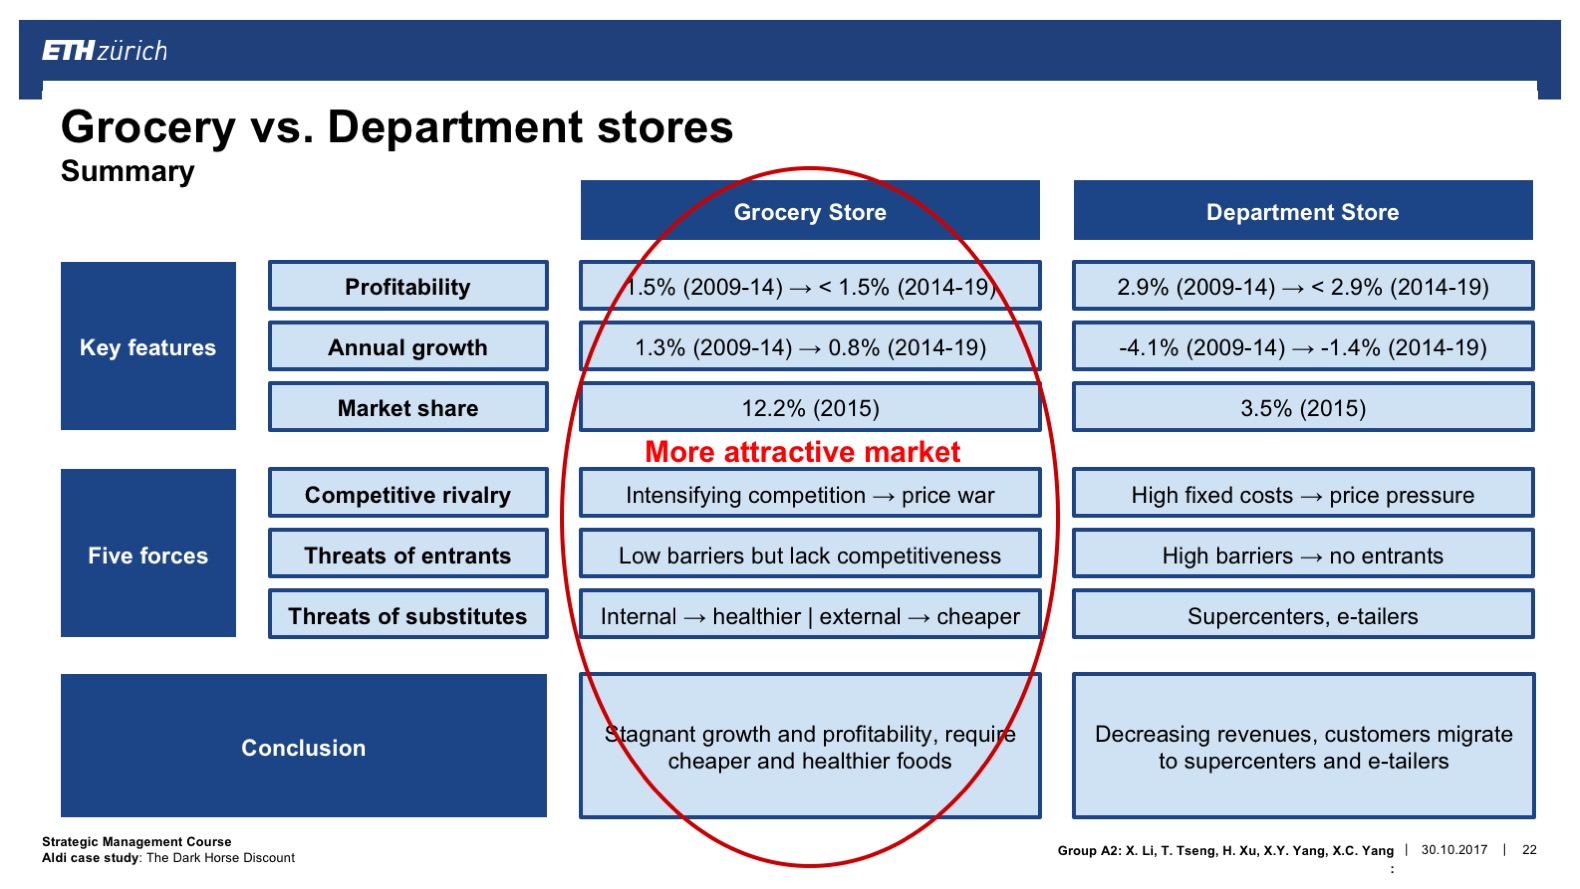 ETH zürich
Grocery vs. Department stores
Summary
Grocery Store
Department Store
Key features
Profitability
1.5% (2009-14) → < 1.5% (2014-19)
2.9% (2009-14) → < 2.9% (2014-19)
Annual growth
1.3% (2009-14) → 0.8% (2014-19)
-4.1% (2009-14) → -1.4% (2014-19)
Market share
12.2% (2015)
3.5% (2015)
More attractive market
Five forces
Competitive rivalry
Intensifying competition → price war
High fixed costs → price pressure
Threats of entrants
Low barriers but lack competitiveness
High barriers → no entrants
Threats of substitutes
Internal → healthier | external → cheaper
Supercenters, e-tailers
Conclusion
Stagnant growth and profitability, require
cheaper and healthier foods
Decreasing revenues, customers migrate
to supercenters and e-tailers
Strategic Management Course
Aldi case study: The Dark Horse Discount
Group A2: X. Li, T. Tseng, H. Xu, X.Y. Yang, X.C. Yang | 30.10.2017 | 22
: